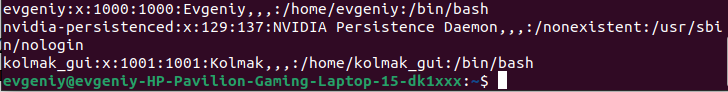 evgeniy:x:1000:1000:Evgeniy,,,:/home/evgeniy:/bin/bash
nvidia-persistenced:x:129:137:NVIDIA Persistence Daemon,,,:/nonexistent:/usr/sbi
n/nologin
kolmak_gui:x:1001:1001:Kolmak,,,:/home/kolmak_gui:/bin/bash
evgeniy@evgeniy-HP-Pavilion-Gaming-Laptop-15-dk1xxx:~$